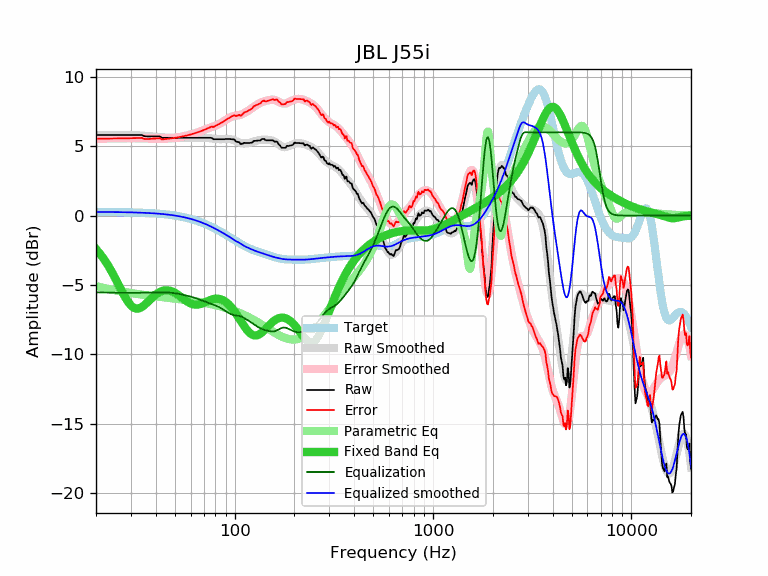 JBL J55i
10
5
0
−5
−10
−15
−20
Amplitude (dBr)
Target
Raw Smoothed
Error Smoothed
Raw
Error
Parametric Eq
Fixed Band Eq
Equalization
Equalized smoothed
100
1000
10000
Frequency (Hz)